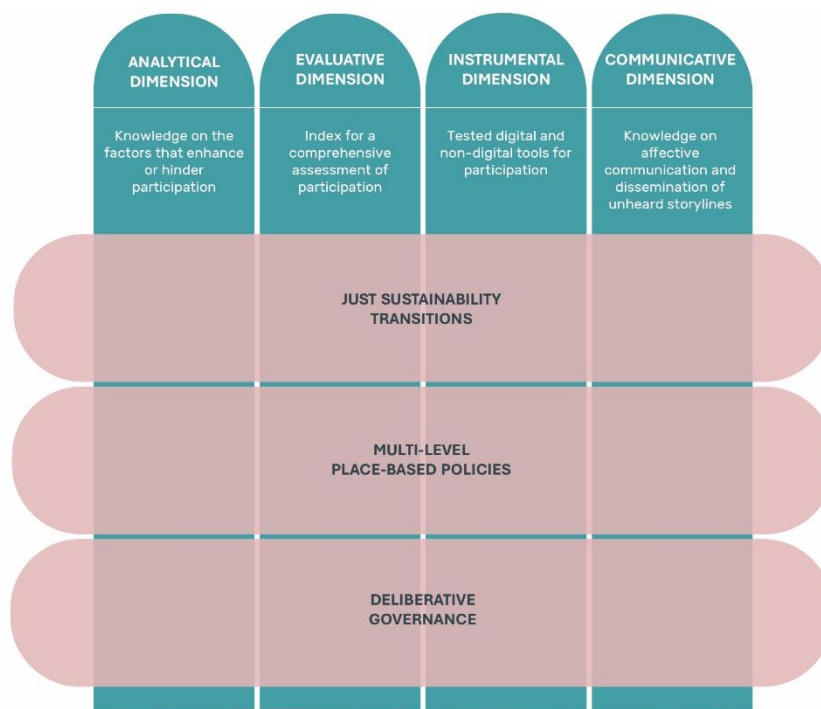 ANALYTICAL
DIMENSION
Knowledge on the
factors that enhance
or hinder
participation
EVALUATIVE
DIMENSION
Index for a
comprehensive
assessment of
participation
INSTRUMENTAL
DIMENSION
Tested digital and
non-digital tools for
participation
COMMUNICATIVE
DIMENSION
Knowledge on
affective
communication and
dissemination of
unheard storylines
JUST SUSTAINABILITY
TRANSITIONS
MULTI-LEVEL
PLACE-BASED POLICIES
DELIBERATIVE
GOVERNANCE